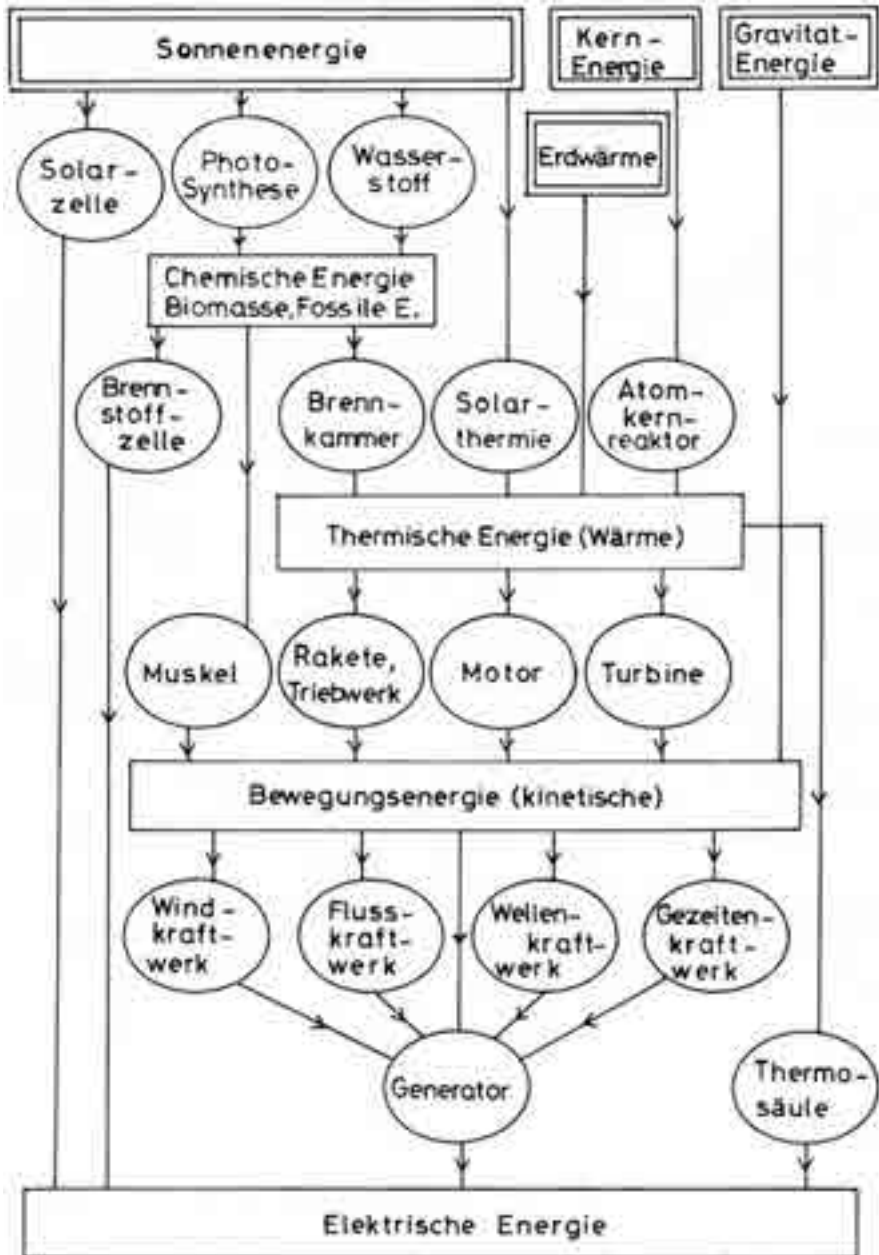 Sonnenenergie
Kern-
Energie
Gravitat-
Energie
Erdwärme
Solar-
zelle
Photo-
Synthese
Wasser-
stoff
Chemische Energie
Biomasse, Fossile E.
Brenn-
stoff-
zelle
Brenn-
kammer
Solar-
thermie
Atom-
kern-
reaktor
Thermische Energie (Wärme)
Muskel
Rakete,
Triebwerk
Motor
Turbine
Bewegungsenergie (kinetische)
Wind-
kraft-
werk
Fluss-
kraft-
werk
Wellen-
kraft-
werk
Gezeiten-
kraft-
werk
Generator
Thermo-
säule
Elektrische Energie